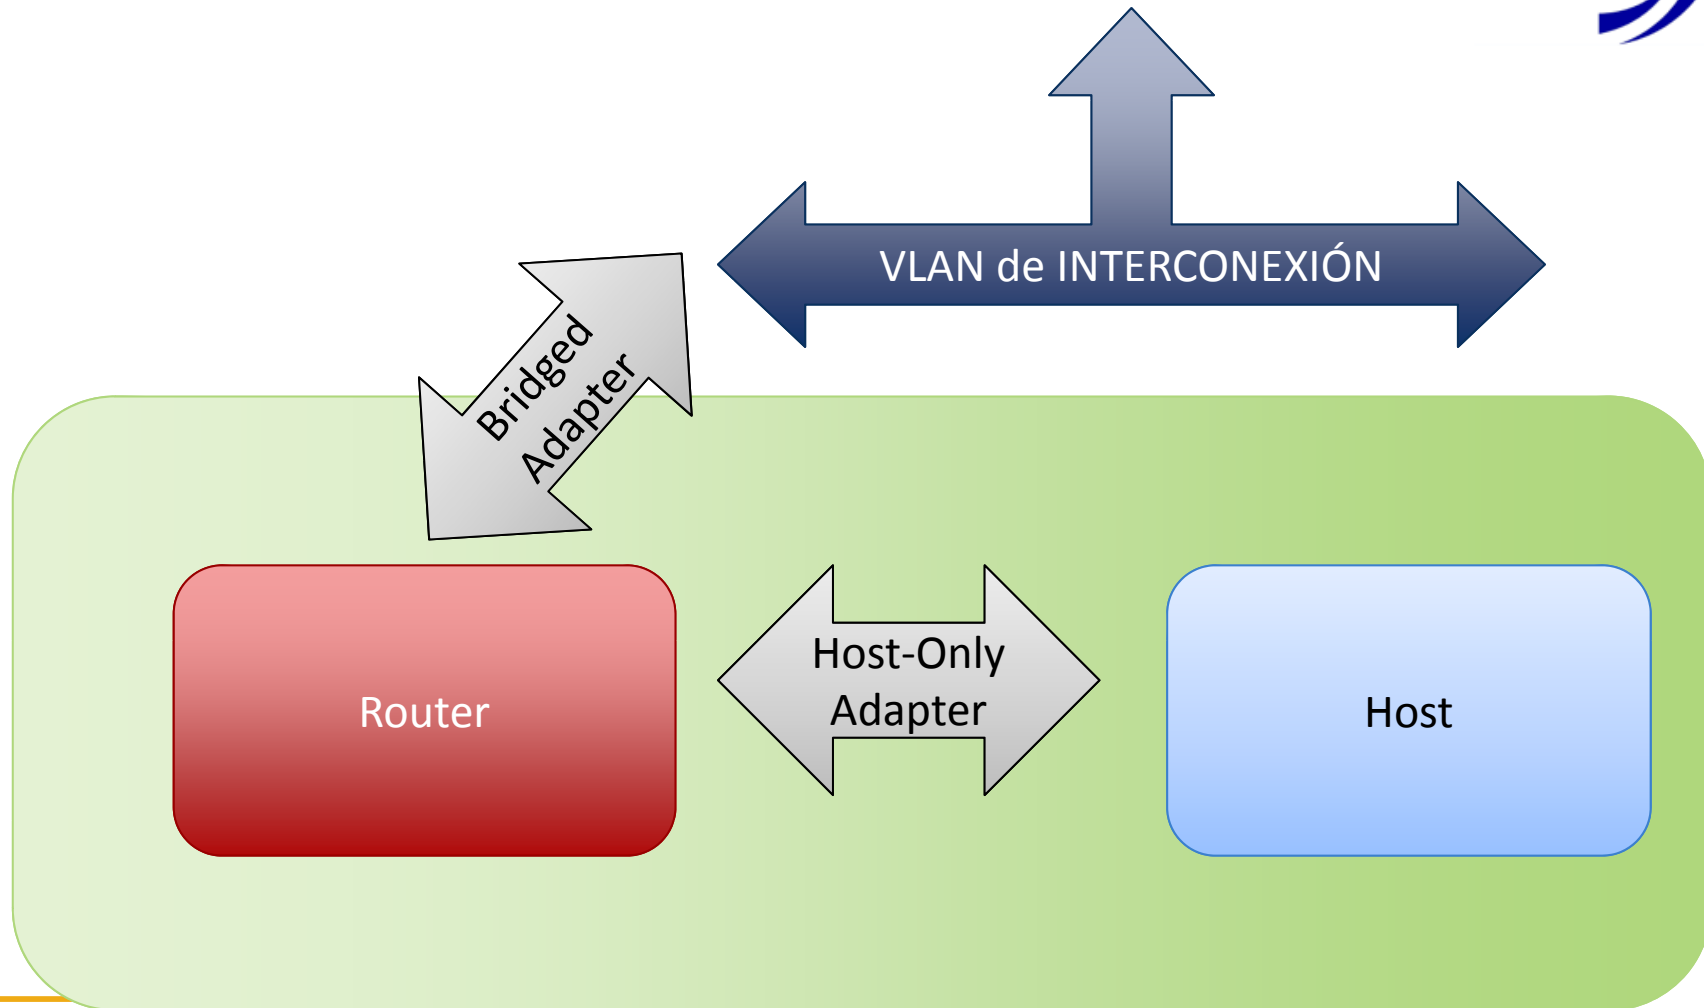 VLAN de INTERCONEXIÓN
Bridged
Adapter
Host-Only
Adapter
Router
Host